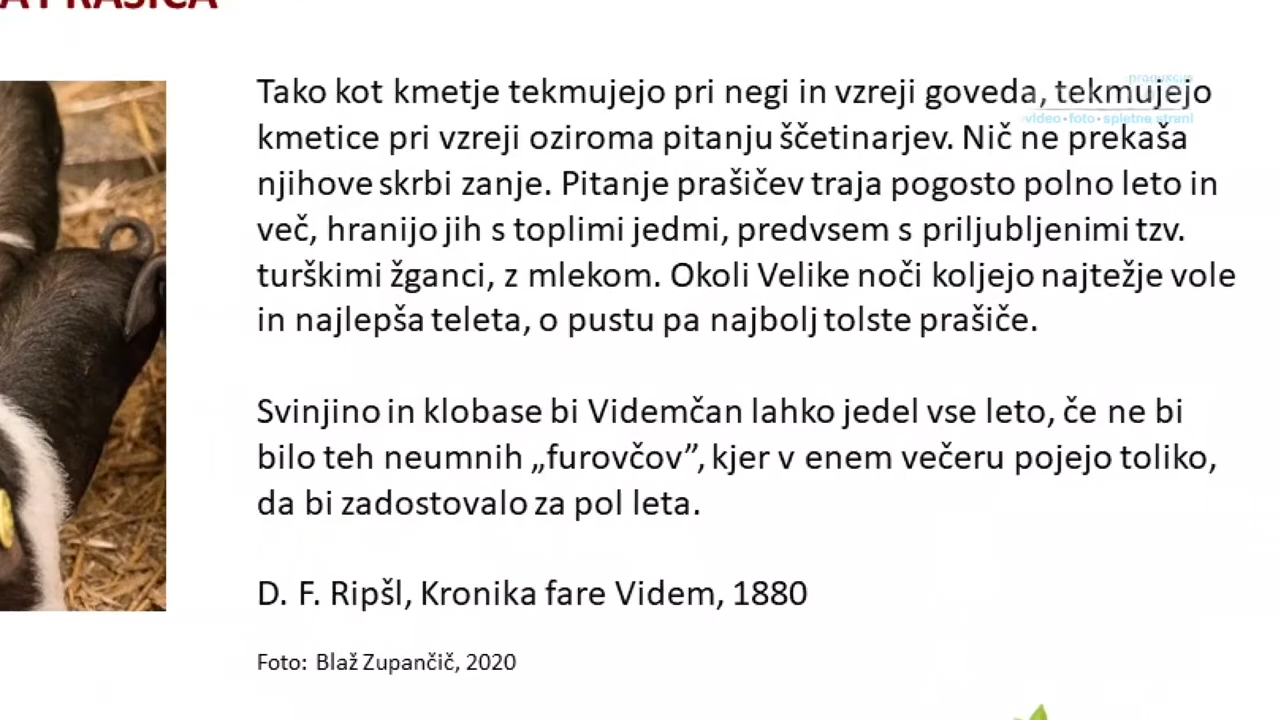 Tako kot kmetje tekmujejo pri negi in vzreji goveda, tekmujejo
kmetice pri vzreji oziroma pitanju ščetinarjev. Nič ne prekaša
njihove skrbi zanje. Pitanje prašičev traja pogosto polno leto in
več, hranijo jih s toplimi jedmi, predvsem s priljubljenimi tzv.
turškimi žganci, z mlekom. Okoli Velike noči koljejo najtežje vole
in najlepša teleta, o pustu pa najbolj tolste prašiče.
Svinjino in klobase bi Videmčan lahko jedel vse leto, če ne bi
bilo teh neumnih „furovčov”, kjer v enem večeru pojejo toliko,
da bi zadostovalo za pol leta.
D. F. Ripšl, Kronika fare Videm, 1880
Foto: Blaž Zupančič, 2020
video·foto·spletne strani